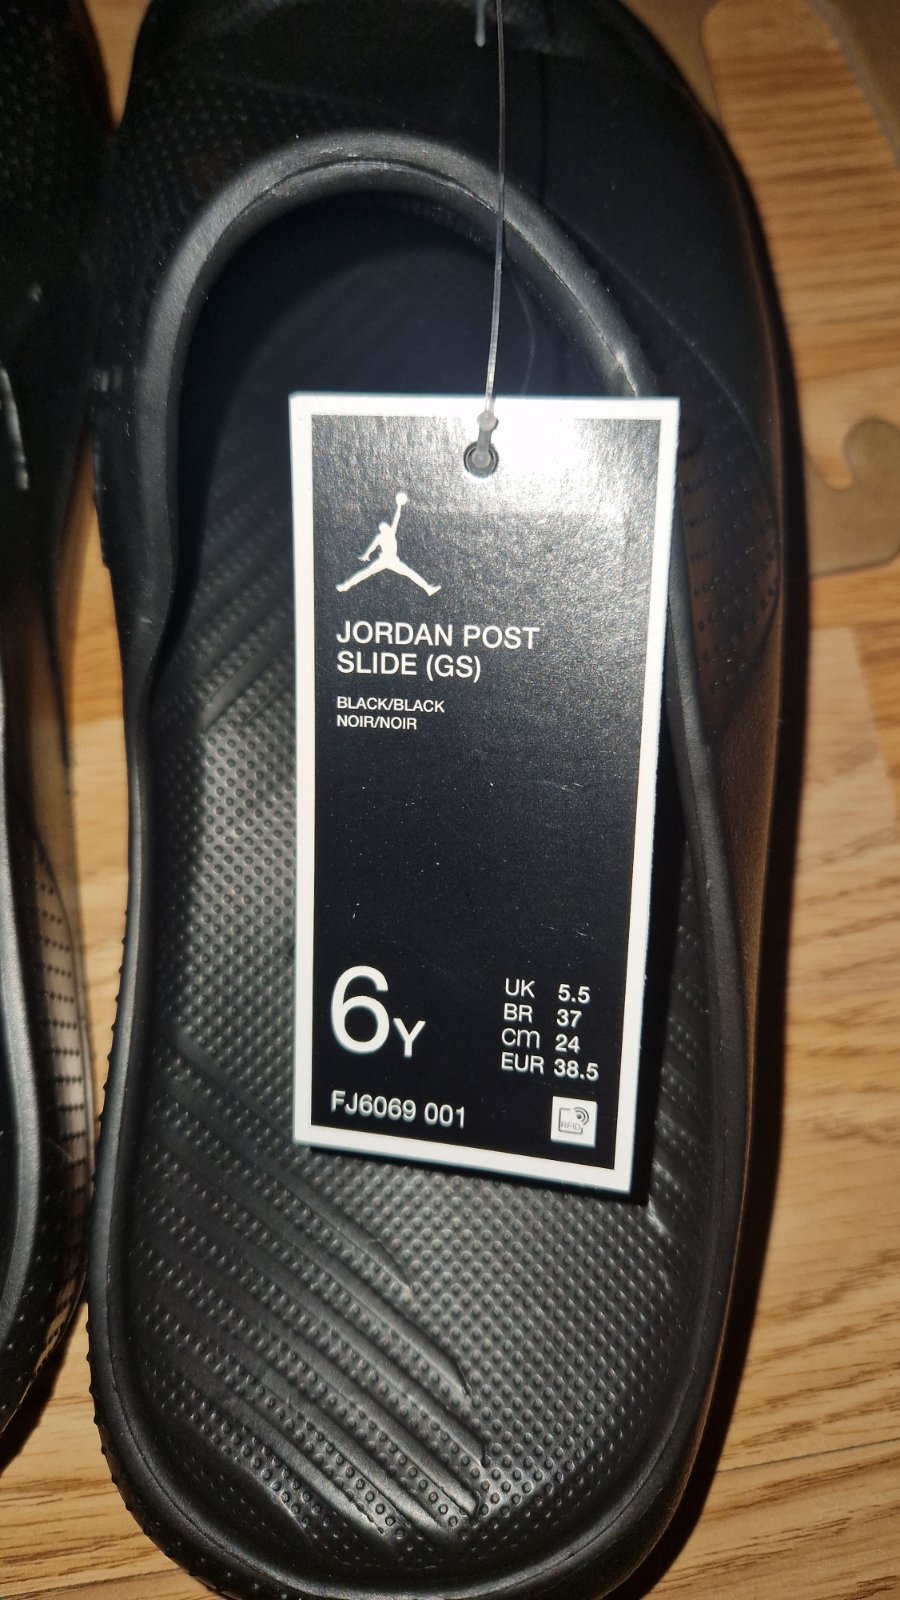 JORDAN POST
SLIDE (GS)
BLACK/BLACK
NOIR/NOIR
6Y
UK 5.5
BR 37
CM 24
EUR 38.5
FJ6069 001
RFID